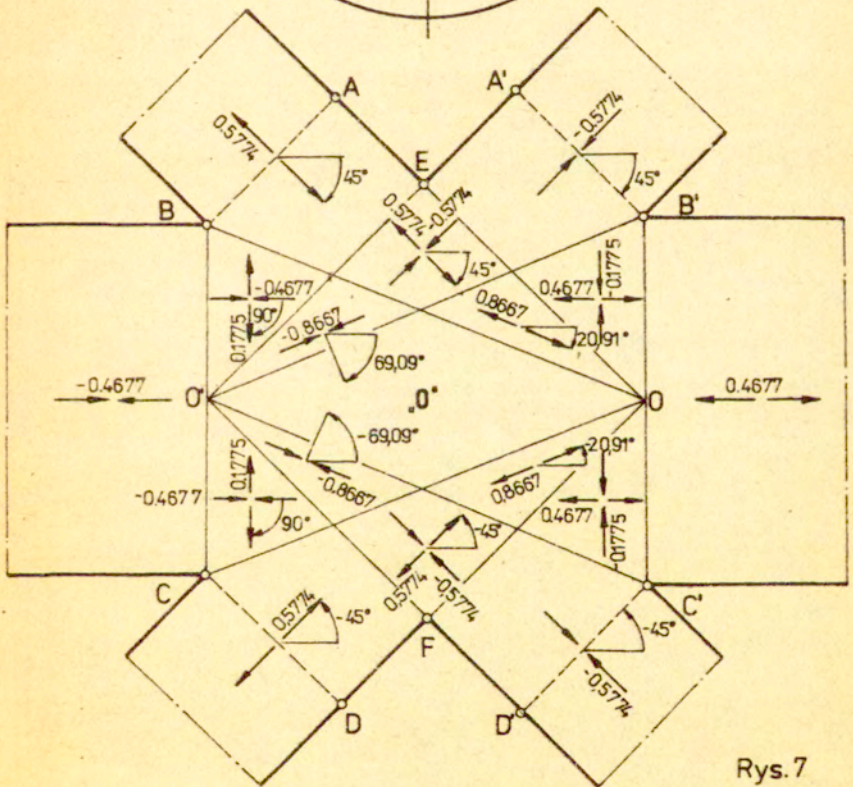 A
A'
0.5774
-0.5774
45°
E
45°
B
0.5774
-0.5774
B'
45°
-0.4677
90°
0.1775
-0.8667
69,09°
0.8667
20,91°
0.4677
-0.1775
-0.4677
O'
"O"
O
0.4677
-69,09°
-0.8667
-20,91°
0.8667
0.1775
-0.4677
90°
0.4677
-0.1775
-45°
0,5774
-0,5774
C
C'
0,5774
-45°
F
-45°
-0,5774
D
D'
Rys. 7